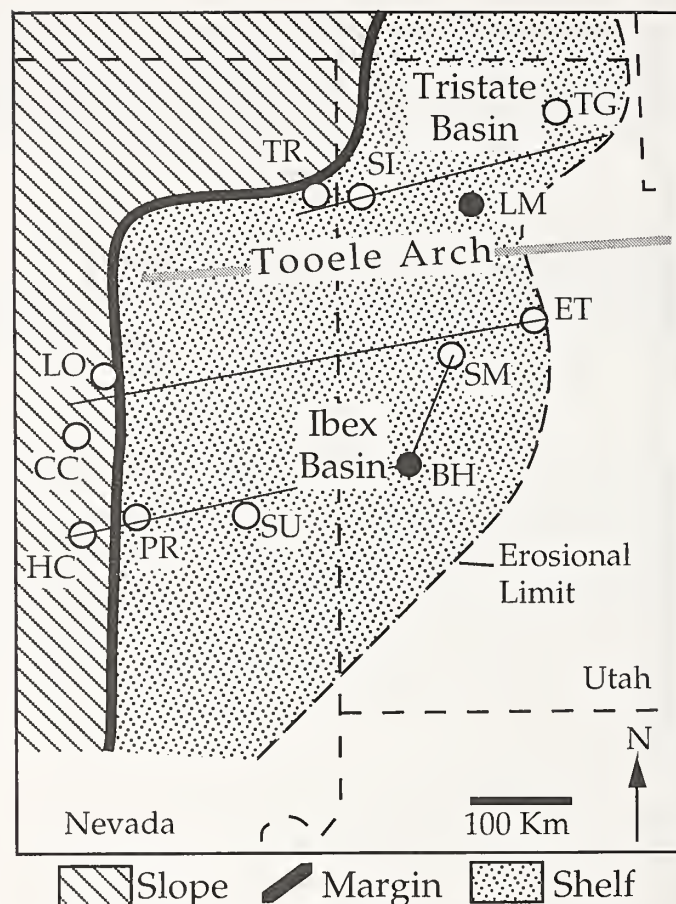 Tristate
Basin
TG
TR
SI
LM
Tooele Arch
ET
LO
SM
Ibex
Basin
CC
BH
SU
PR
HC
Erosional
Limit
Utah
N
Nevada
100 Km
Slope
Margin
Shelf